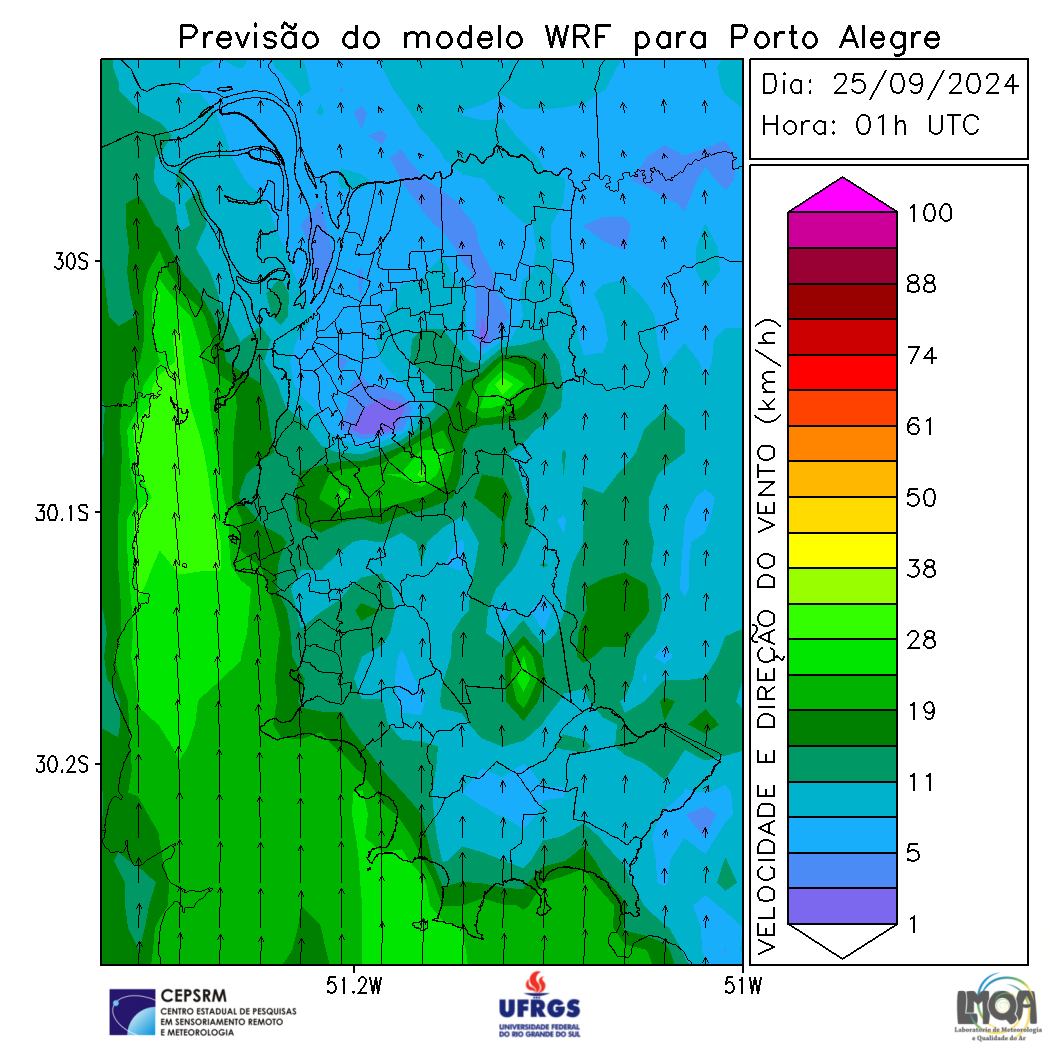 Previsão do modelo WRF para Porto Alegre
Dia: 25/09/2024
Hora: 01h UTC
30S
30.1S
30.2S
51.2W
51W
VELOCIDADE E DIREÇÃO DO VENTO (km/h)
100
88
74
61
50
38
28
19
11
5
1
CEPSRM
CENTRO ESTADUAL DE PESQUISAS
EM SENSORIAMENTO REMOTO
E METEOROLOGIA
UFRGS
UNIVERSIDADE FEDERAL
DO RIO GRANDE DO SUL
LMQA
Laboratório de Meteorologia
e Qualidade do Ar